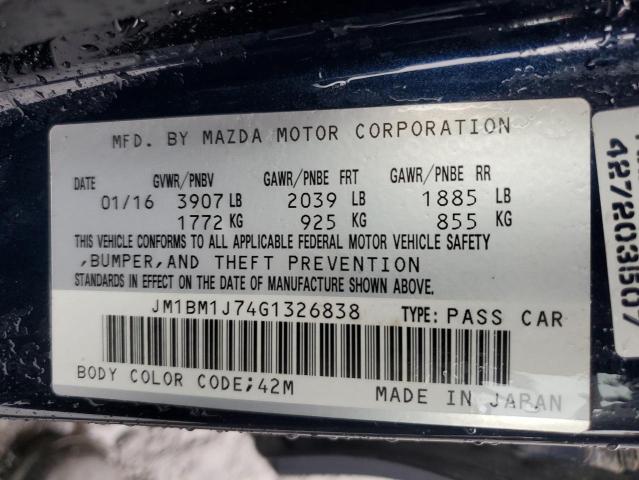 MFD. BY MAZDA MOTOR CORPORATION
DATE GVWR/PNBV GAWR/PNBE FRT GAWR/PNBE RR
01/16 3907 LB 2039 LB 1885 LB
1772 KG 925 KG 855 KG
THIS VEHICLE CONFORMS TO ALL APPLICABLE FEDERAL MOTOR VEHICLE SAFETY
,BUMPER,AND THEFT PREVENTION
STANDARDS IN EFFECT ON THE DATE OF MANUFACTURE SHOWN ABOVE.
JM1BM1J74G1326838 TYPE: PASS CAR
BODY COLOR CODE;42M MADE IN JAPAN